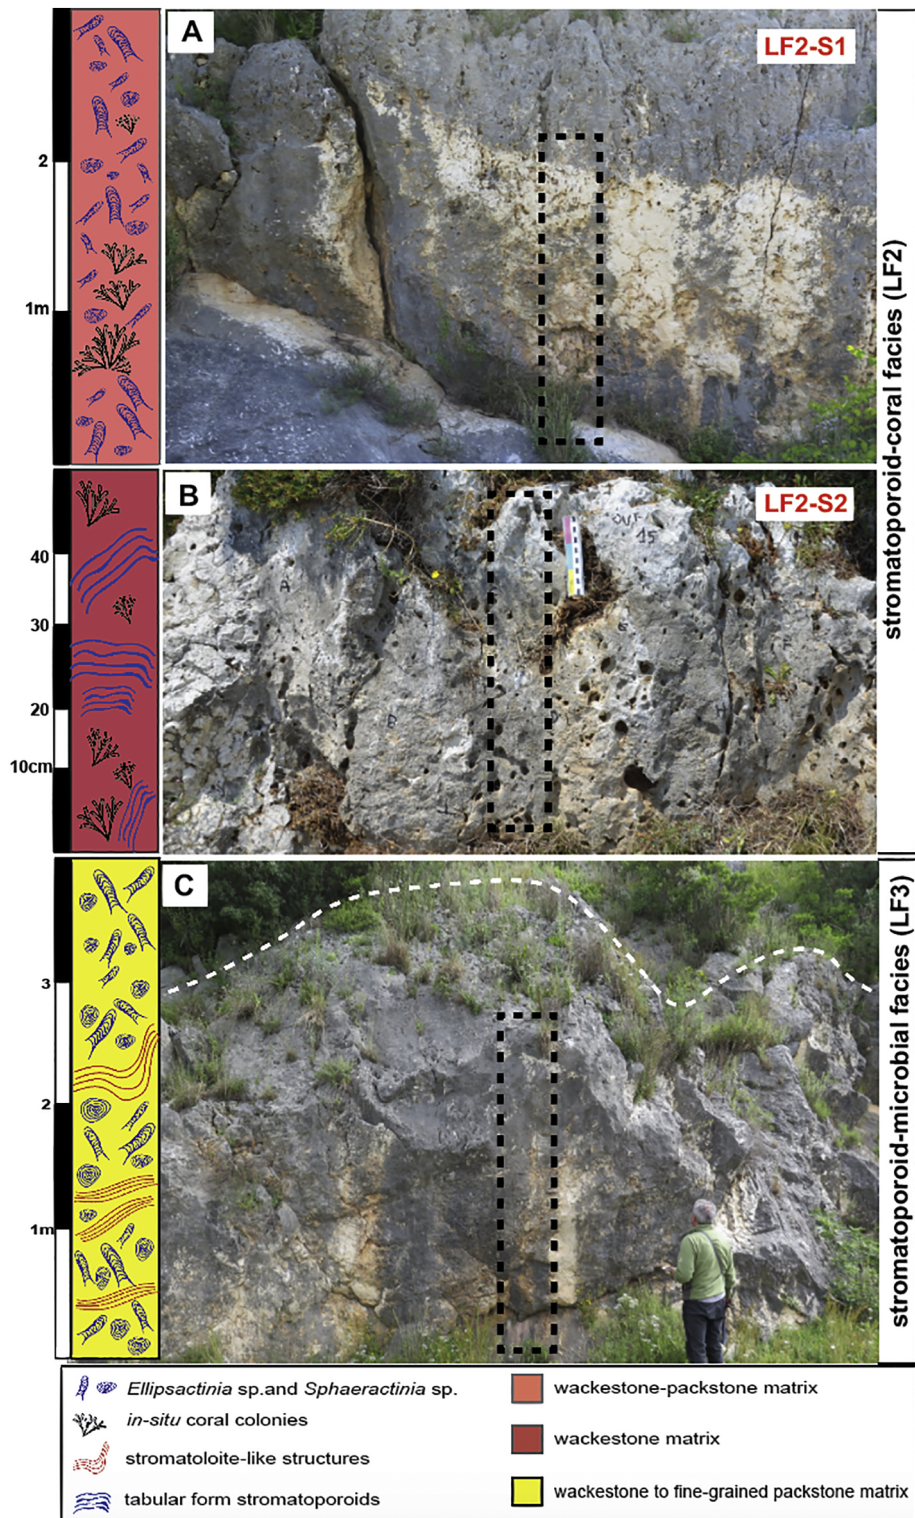 A
LF2-S1
2
1m
stromatoporoid-coral facies (LF2)
B
LF2-S2
40
30
20
10cm
15
A
B
C
3
2
1m
stromatoporoid-microbial facies (LF3)
Ellipsactinia sp.and Sphaeractinia sp.
in-situ coral colonies
stromatoloite-like structures
tabular form stromatoporoids
wackestone-packstone matrix
wackestone matrix
wackestone to fine-grained packstone matrix